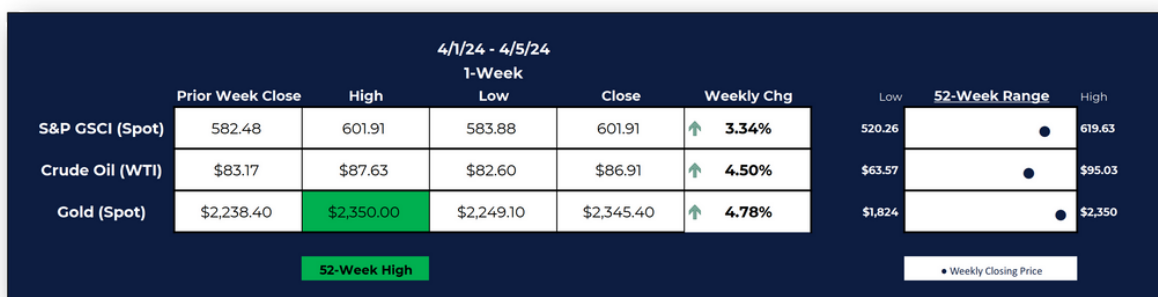 4/1/24 - 4/5/24
1-Week
Prior Week Close High Low Close Weekly Chg Low 52-Week Range High
S&P GSCI (Spot) 582.48 601.91 583.88 601.91 3.34% 520.26 619.63
Crude Oil (WTI) $83.17 $87.63 $82.60 $86.91 4.50% $63.57 $95.03
Gold (Spot) $2,238.40 $2,350.00 $2,249.10 $2,345.40 4.78% $1,824 $2,350
52-Week High Weekly Closing Price